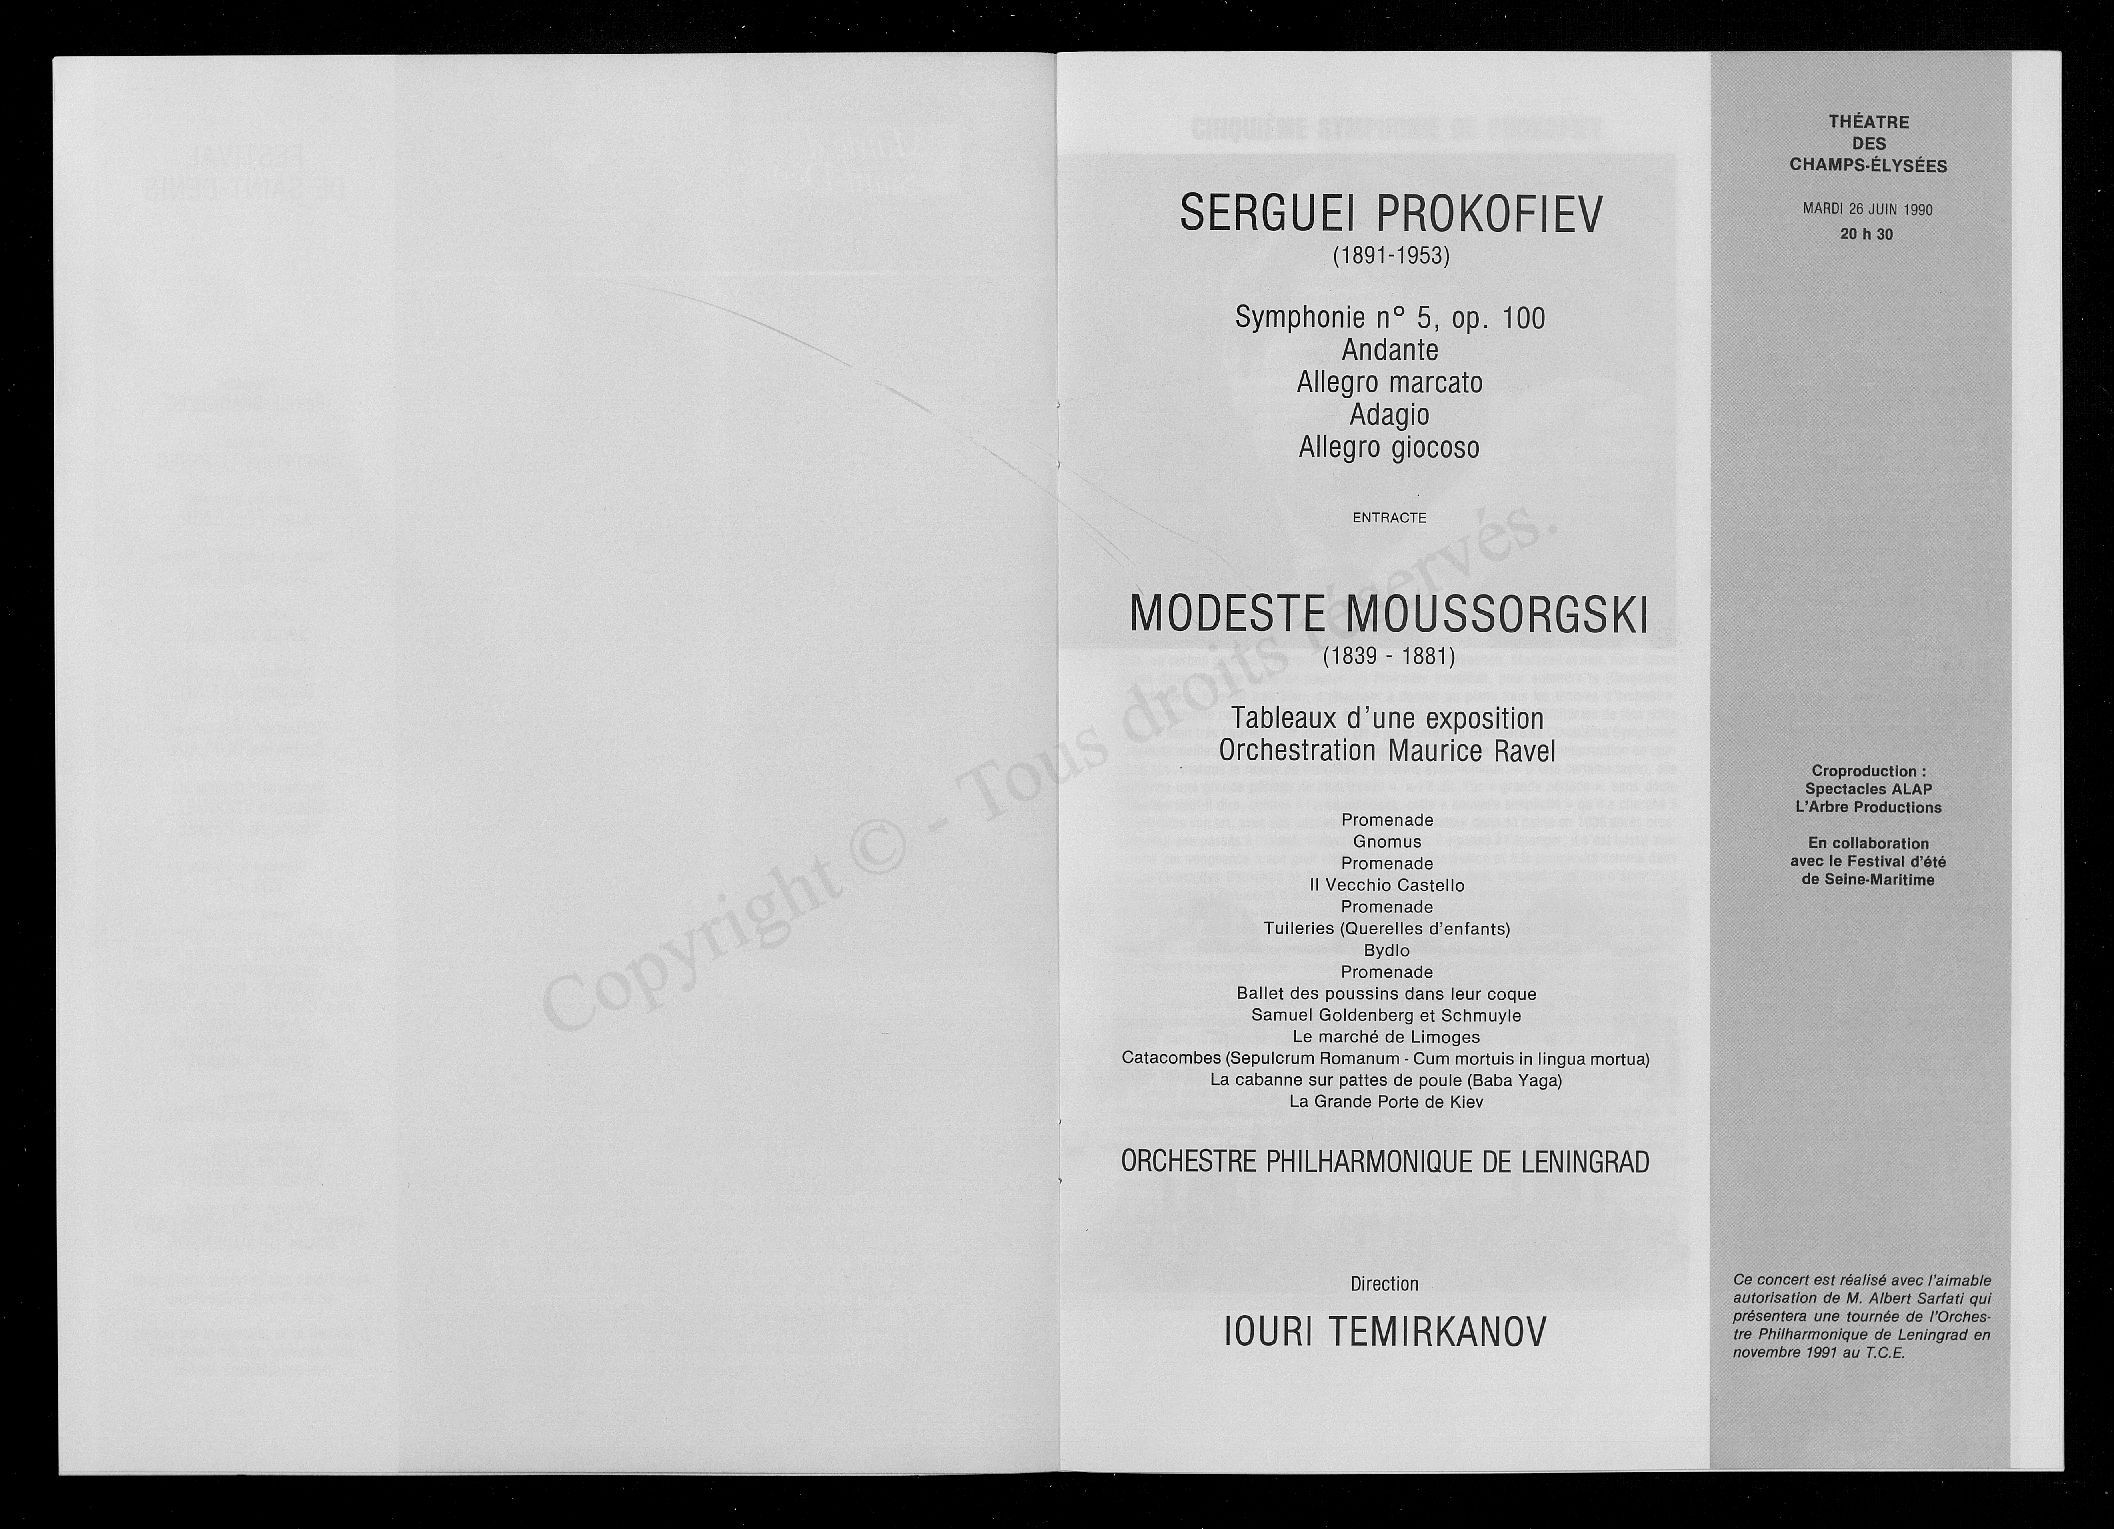 SERGUEI PROKOFIEV
(1891-1953)
Symphonie n° 5, op. 100
Andante
Allegro marcato
Adagio
Allegro giocoso
ENTRACTE
MODESTE MOUSSORGSKI
(1839 - 1881)
Tableaux d'une exposition
Orchestration Maurice Ravel
Promenade
Gnomus
Promenade
Il Vecchio Castello
Promenade
Tuileries (Querelles d'enfants)
Bydlo
Promenade
Ballet des poussins dans leur coque
Samuel Goldenberg et Schmuyle
Le marché de Limoges
Catacombes (Sepulcrum Romanum - Cum mortuis in lingua mortua)
La cabanne sur pattes de poule (Baba Yaga)
La Grande Porte de Kiev
ORCHESTRE PHILHARMONIQUE DE LENINGRAD
Direction
IOURI TEMIRKANOV
THÉATRE
DES
CHAMPS-ÉLYSÉES
MARDI 26 JUIN 1990
20 h 30
Croproduction :
Spectacles ALAP
L'Arbre Productions
En collaboration
avec le Festival d'été
de Seine-Maritime
Ce concert est réalisé avec l'aimable
autorisation de M. Albert Sarfati qui
présentera une tournée de l'Orches-
tre Philharmonique de Leningrad en
novembre 1991 au T.C.E.
Copyright © - Tous droits réservés.